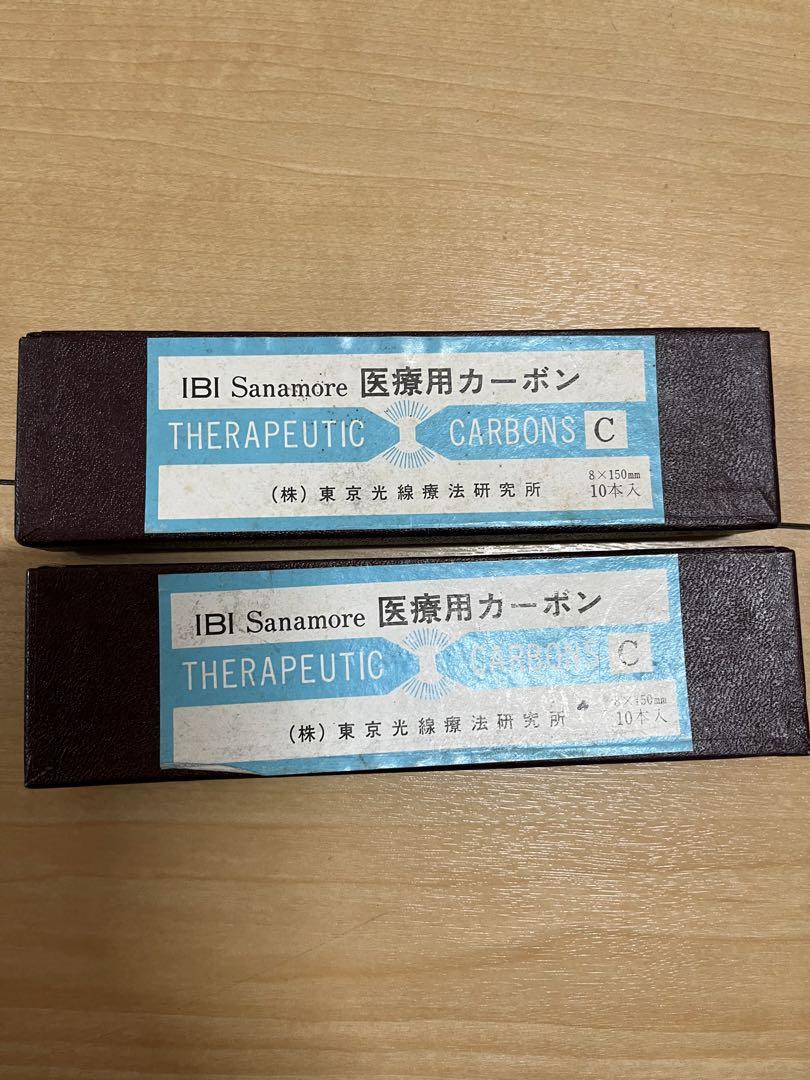 IBI Sanamore 医療用カーボン
THERAPEUTIC CARBONS C
8×150mm
(株)東京光線療法研究所 10本入
IBI Sanamore 医療用カーボン
THERAPEUTIC CARBONS C
8×150mm
(株)東京光線療法研究所 10本入